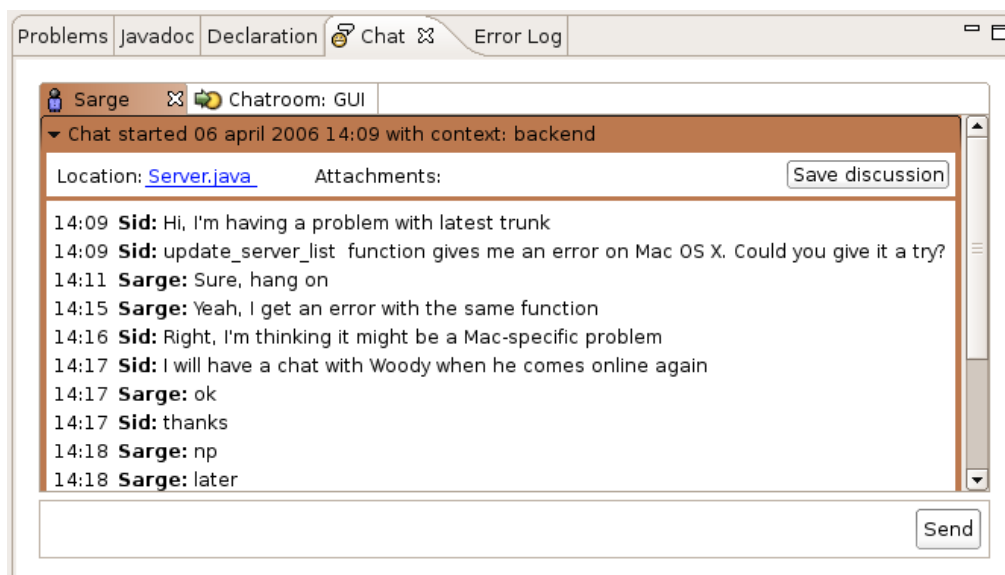 Problems Javadoc Declaration Chat Error Log
Sarge Chatroom: GUI
Chat started 06 april 2006 14:09 with context: backend
Location: Server.java Attachments: Save discussion
14:09 Sid: Hi, I'm having a problem with latest trunk
14:09 Sid: update_server_list function gives me an error on Mac OS X. Could you give it a try?
14:11 Sarge: Sure, hang on
14:15 Sarge: Yeah, I get an error with the same function
14:16 Sid: Right, I'm thinking it might be a Mac-specific problem
14:17 Sid: I will have a chat with Woody when he comes online again
14:17 Sarge: ok
14:17 Sid: thanks
14:18 Sarge: np
14:18 Sarge: later
Send